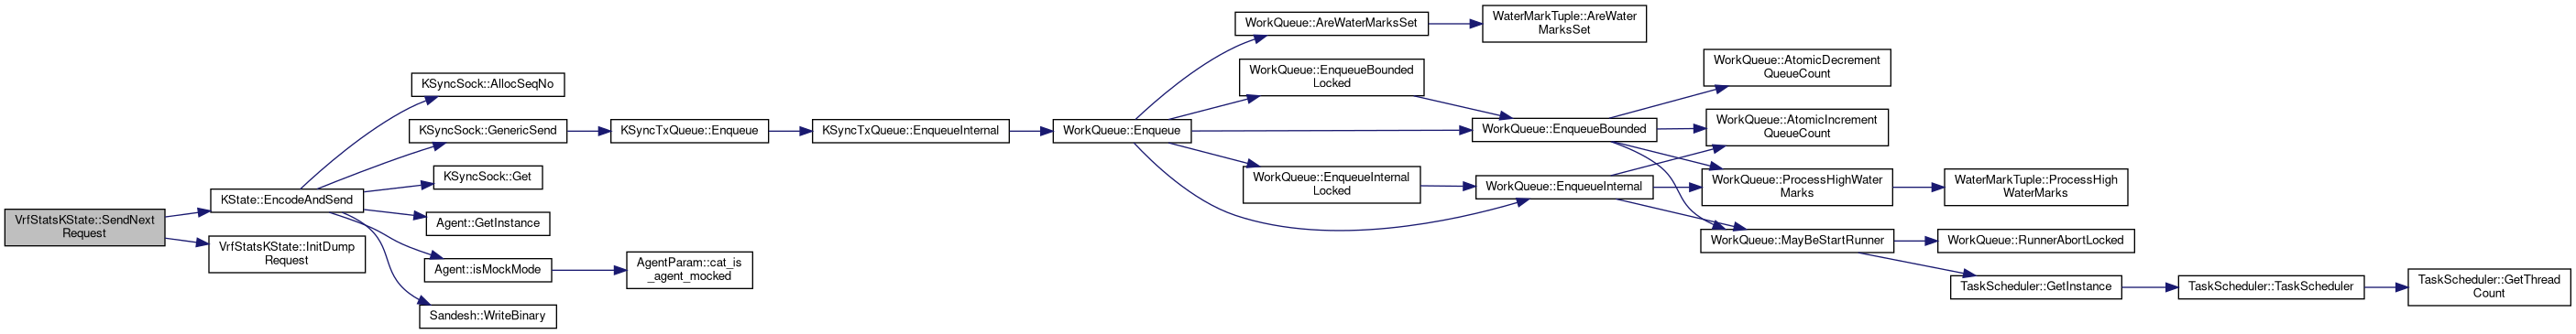 VrfStatsKState::SendNext
Request
KState::EncodeAndSend
VrfStatsKState::InitDump
Request
KSyncSock::AllocSeqNo
KSyncSock::GenericSend
KSyncSock::Get
Agent::GetInstance
Agent::isMockMode
Sandesh::WriteBinary
KSyncTxQueue::Enqueue
AgentParam::cat_is
_agent_mocked
KSyncTxQueue::EnqueueInternal
WorkQueue::Enqueue
WorkQueue::AreWaterMarksSet
WorkQueue::EnqueueBounded
Locked
WorkQueue::EnqueueInternal
Locked
WaterMarkTuple::AreWater
MarksSet
WorkQueue::EnqueueBounded
WorkQueue::EnqueueInternal
WorkQueue::AtomicDecrement
QueueCount
WorkQueue::AtomicIncrement
QueueCount
WorkQueue::ProcessHighWater
Marks
WorkQueue::MayBeStartRunner
WaterMarkTuple::ProcessHigh
WaterMarks
WorkQueue::RunnerAbortLocked
TaskScheduler::GetInstance
TaskScheduler::TaskScheduler
TaskScheduler::GetThread
Count